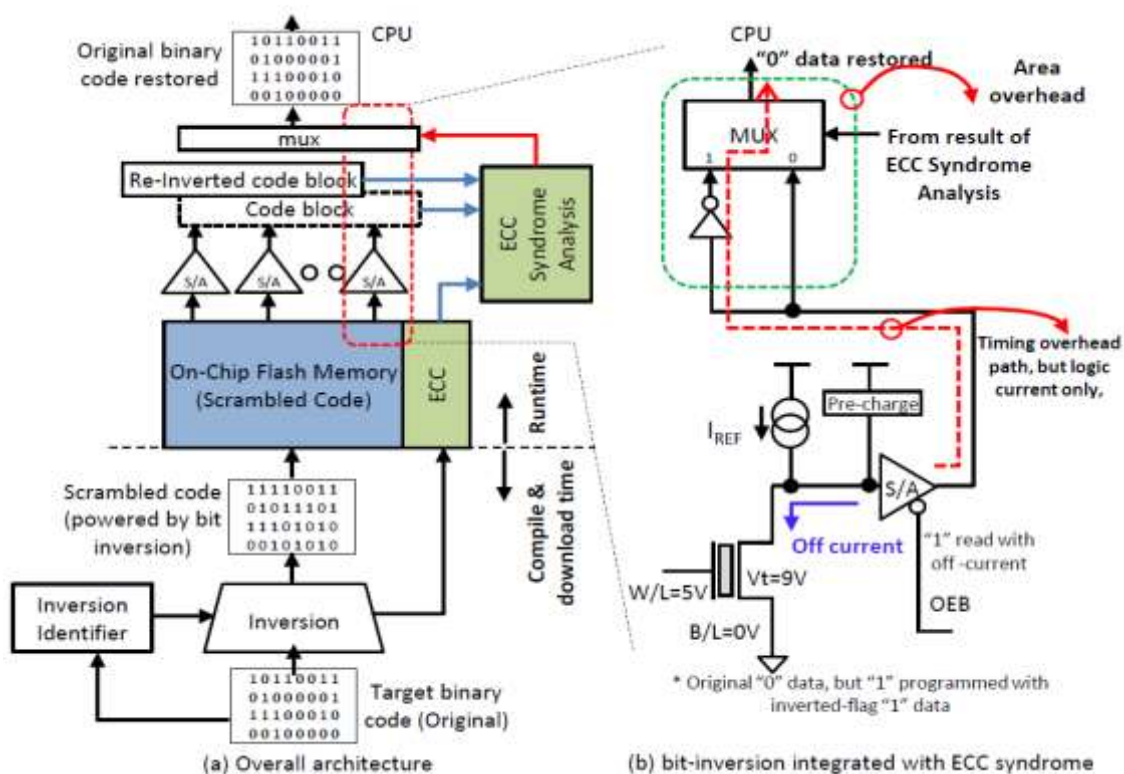 Original binary
code restored
10110011
01000001
11100010
00100000
CPU
mux
Re-Inverted code block
Code block
S/A
S/A
S/A
ECC
Syndrome
Analysis
On-Chip Flash Memory
(Scrambled Code)
ECC
Runtime
Compile &
download time
Scrambled code
(powered by bit
inversion)
11110011
01011101
11101010
00101010
Inversion
Identifier
Inversion
10110011
01000001
11100010
00100000
Target binary
code (Original)
(a) Overall architecture
CPU
"0" data restored
Area
overhead
MUX
1 0
From result of
ECC Syndrome
Analysis
Timing overhead
path, but logic
current only,
Pre-charge
IREF
S/A
Off current
"1" read with
off -current
Vt=9V
W/L=5V
OEB
B/L=0V
* Original "0" data, but "1" programmed with
inverted-flag "1" data
(b) bit-inversion integrated with ECC syndrome